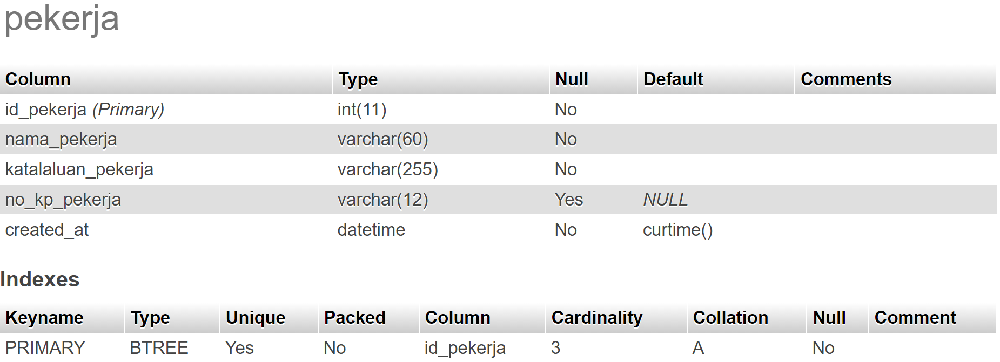 pekerja
Column Type Null Default Comments
id_pekerja (Primary) int(11) No
nama_pekerja varchar(60) No
katalaluan_pekerja varchar(255) No
no_kp_pekerja varchar(12) Yes NULL
created_at datetime No curtime()
Indexes
Keyname Type Unique Packed Column Cardinality Collation Null Comment
PRIMARY BTREE Yes No id_pekerja 3 A No